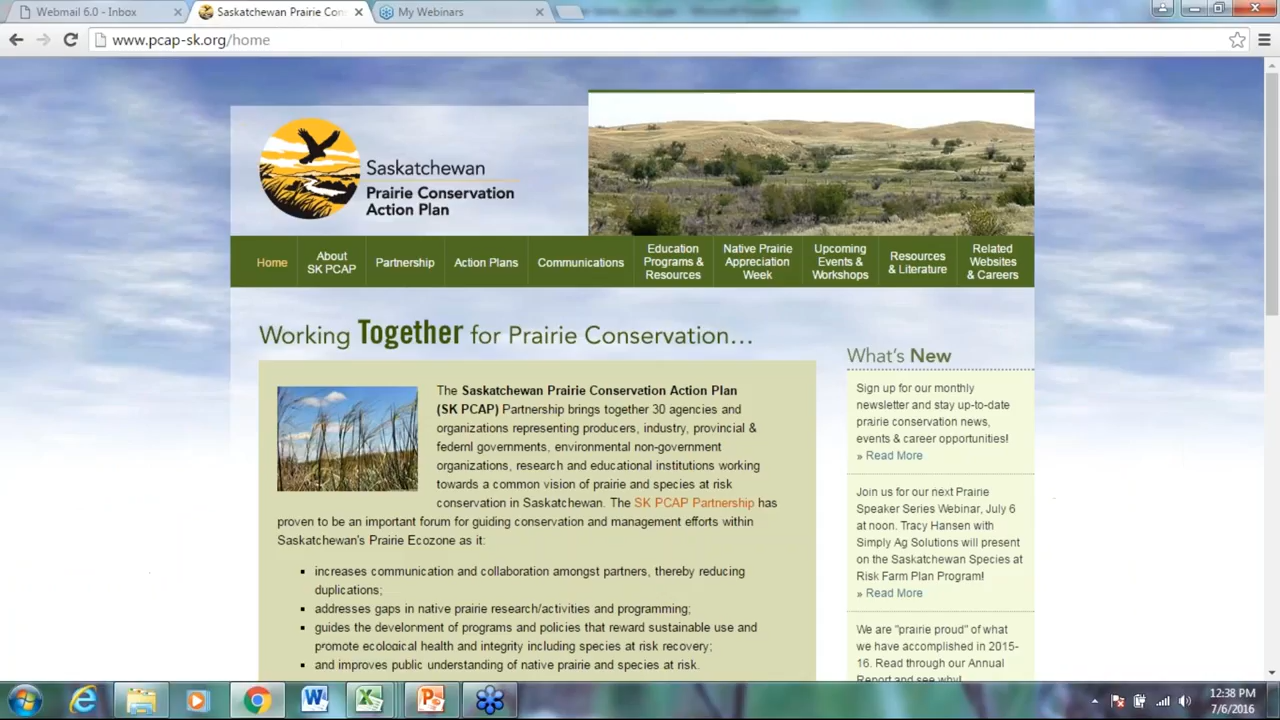 Webmail 6.0 - Inbox
Saskatchewan Prairie Con
My Webinars
www.pcap-sk.org/home
Saskatchewan
Prairie Conservation
Action Plan
Home
About
SK PCAP
Partnership
Action Plans
Communications
Education
Programs &
Resources
Native Prairie
Appreciation
Week
Upcoming
Events &
Workshops
Resources
& Literature
Related
Websites
& Careers
Working Together for Prairie Conservation...
The Saskatchewan Prairie Conservation Action Plan
(SK PCAP) Partnership brings together 30 agencies and
organizations representing producers, industry, provincial &
federal governments, environmental non-government
organizations, research and educational institutions working
towards a common vision of prairie and species at risk
conservation in Saskatchewan. The SK PCAP Partnership has
proven to be an important forum for guiding conservation and management efforts within
Saskatchewan's Prairie Ecozone as it:
increases communication and collaboration amongst partners, thereby reducing
duplications;
addresses gaps in native prairie research/activities and programming;
guides the development of programs and policies that reward sustainable use and
promote ecological health and integrity including species at risk recovery;
and improves public understanding of native prairie and species at risk.
What's New
Sign up for our monthly
newsletter and stay up-to-date
prairie conservation news,
events & career opportunities!
» Read More
Join us for our next Prairie
Speaker Series Webinar, July 6
at noon. Tracy Hansen with
Simply Ag Solutions will present
on the Saskatchewan Species at
Risk Farm Plan Program!
» Read More
We are "prairie proud" of what
we have accomplished in 2015-
16. Read through our Annual
Report and see why!
12:38 PM
7/6/2016